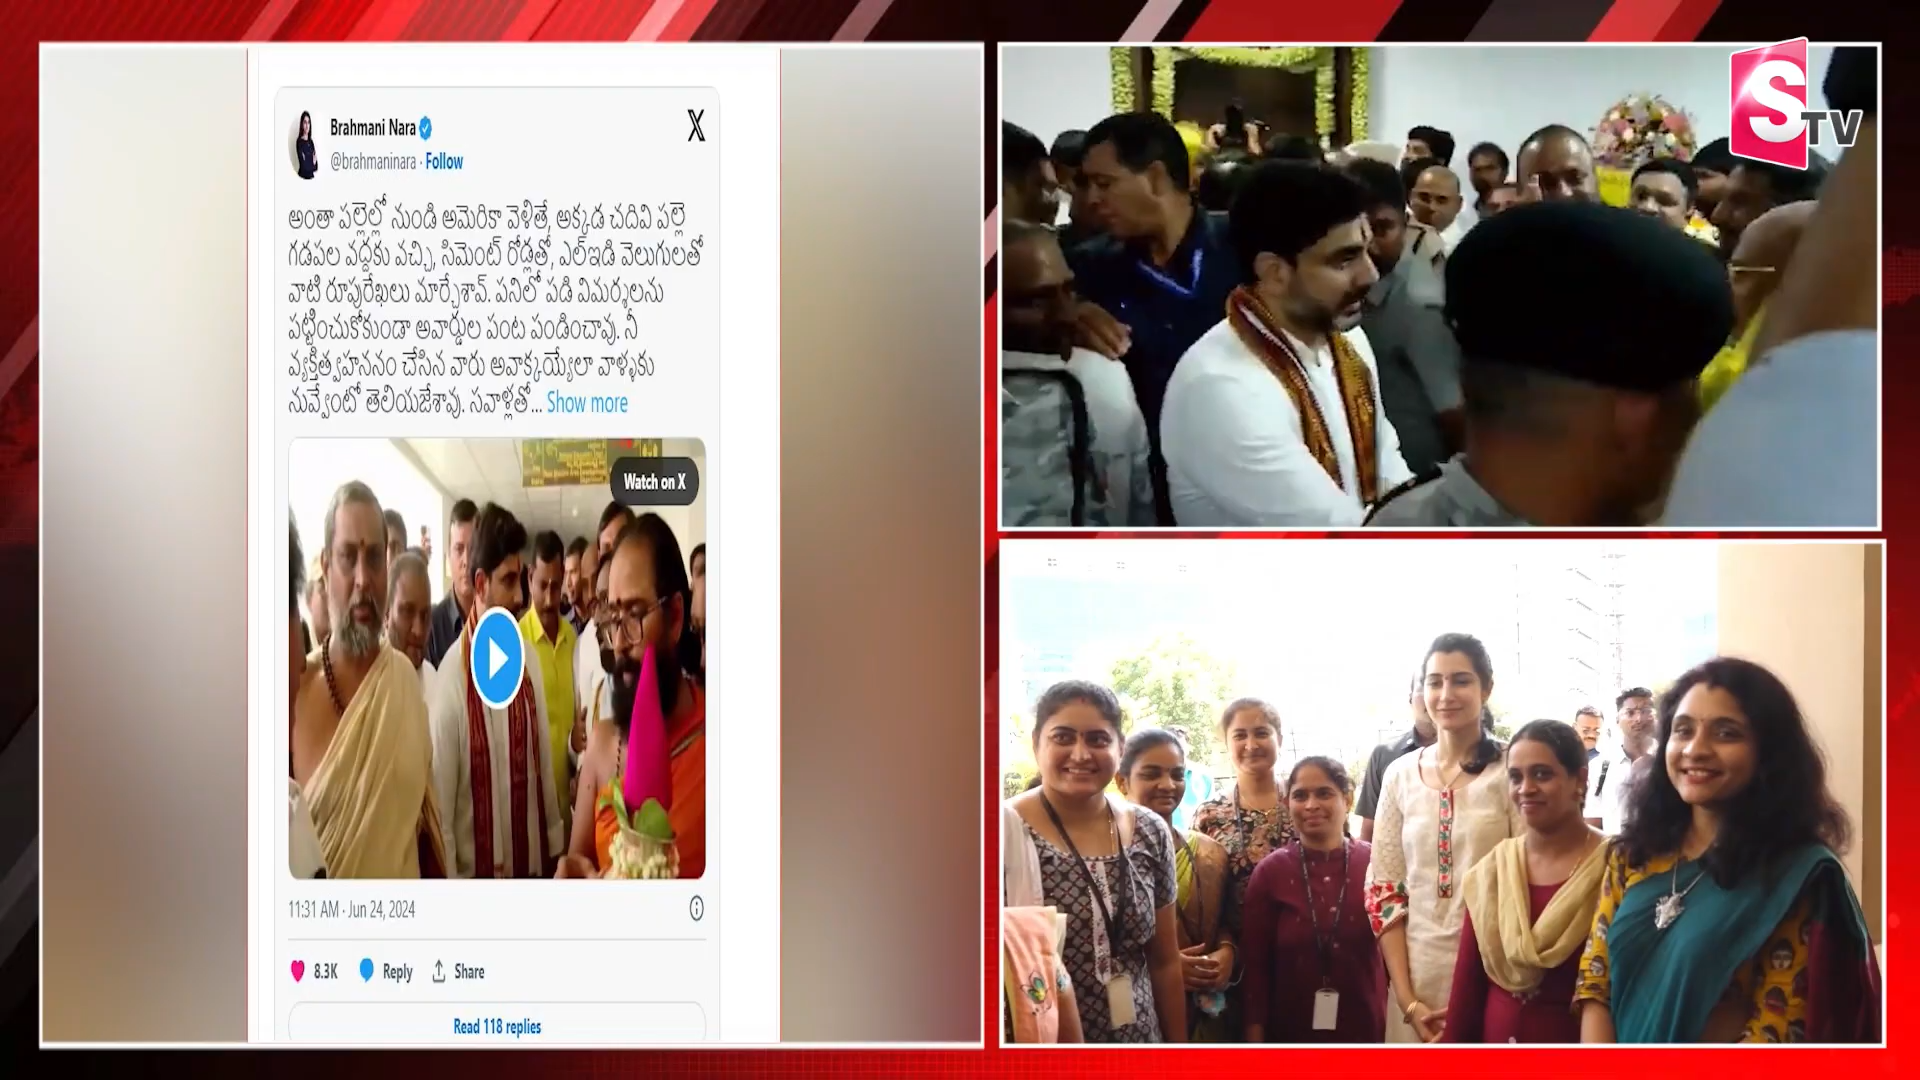 Brahmani Nara
@brahmaninara · Follow
అంతా పల్లెల్లో నుండి అమెరికా వెళితే, అక్కడ చదివి పల్లె
గడపల వద్దకు వచ్చి, సిమెంట్ రోడ్లతో, ఎల్ఇడి వెలుగులతో
వాటి రూపురేఖలు మార్చేశావ్. పనిలో పడి విమర్శలను
పట్టించుకోకుండా అవార్డుల పంట పండించావు. నీ
వ్యక్తిత్వహననం చేసిన వారు అవాక్కయ్యేలా వాళ్ళకు
నువ్వేంటో తెలియజేశావు. సవాళ్లతో... Show more
Watch on X
11:31 AM · Jun 24, 2024
8.3K Reply Share
Read 118 replies
S TV